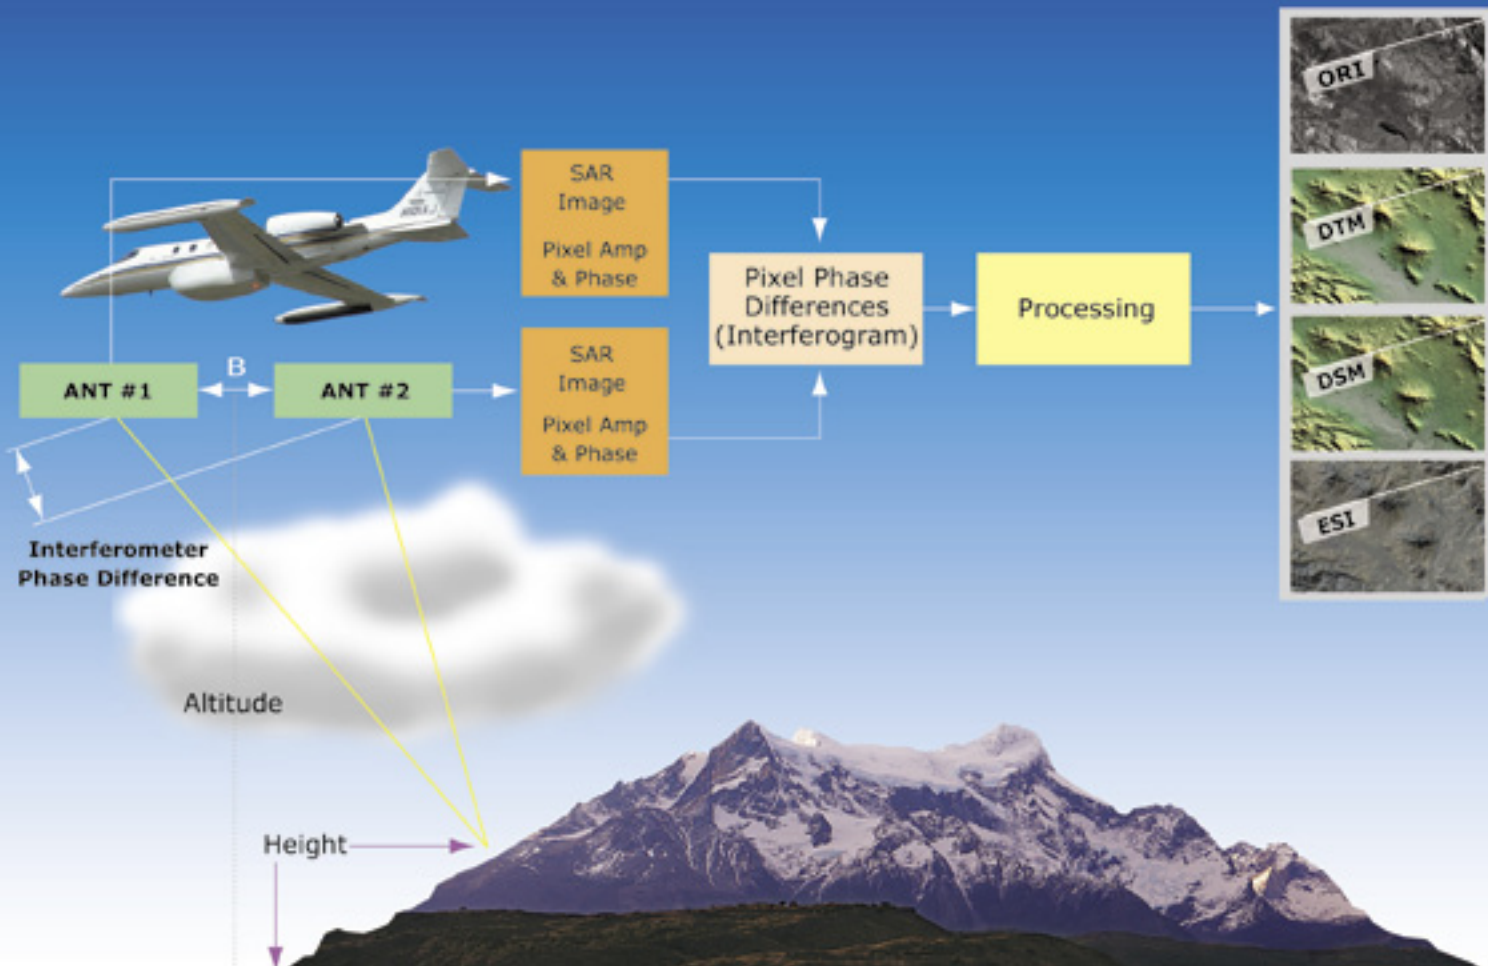 ORI
DTM
DSM
ESI
SAR
Image
Pixel Amp
& Phase
Pixel Phase
Differences
(Interferogram)
Processing
SAR
Image
Pixel Amp
& Phase
ANT #1
B
ANT #2
Interferometer
Phase Difference
Altitude
Height